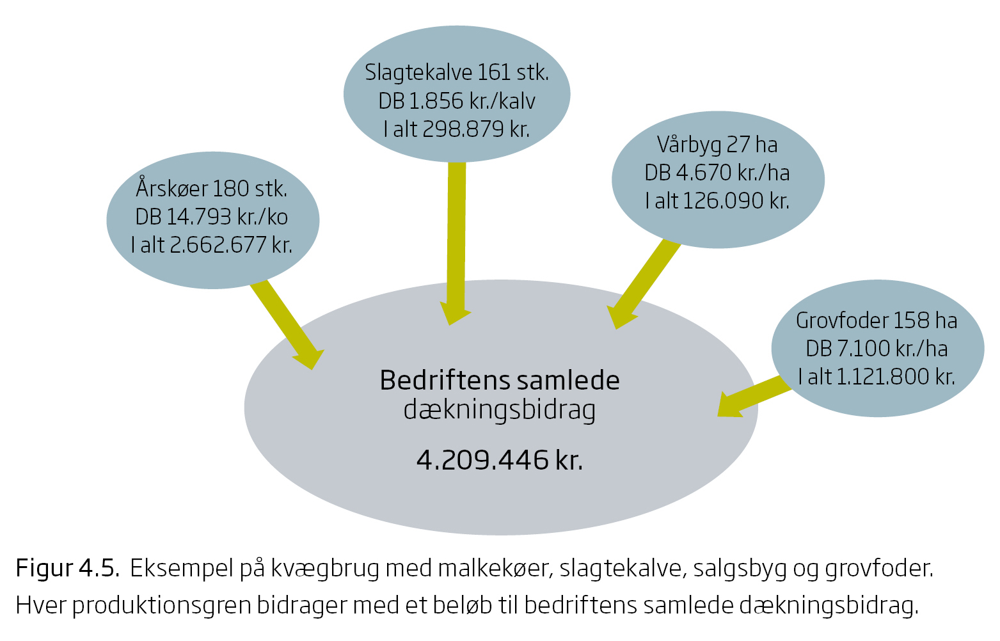 Slagtekalve 161 stk.
DB 1.856 kr./kalv
I alt 298.879 kr.
Vårbyg 27 ha
DB 4.670 kr./ha
I alt 126.090 kr.
Årskøer 180 stk.
DB 14.793 kr./ko
I alt 2.662.677 kr.
Grovfoder 158 ha
DB 7.100 kr./ha
I alt 1.121.800 kr.
Bedriftens samlede
dækningsbidrag
4.209.446 kr.
Figur 4.5. Eksempel på kvægbrug med malkekøer, slagtekalve, salgsbyg og grovfoder.
Hver produktionsgren bidrager med et beløb til bedriftens samlede dækningsbidrag.